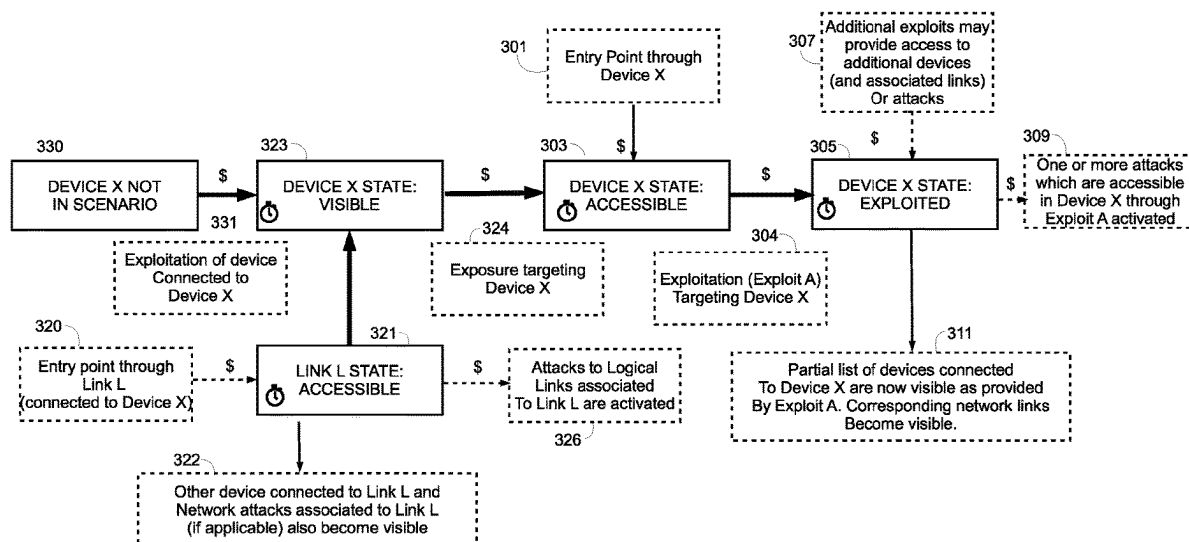 301
Entry Point through
Device X
307
Additional exploits may
provide access to
additional devices
(and associated links)
Or attacks
330
DEVICE X NOT
IN SCENARIO
$
331
Exploitation of device
Connected to
Device X
323
DEVICE X STATE:
VISIBLE
$
324
Exposure targeting
Device X
303
$
DEVICE X STATE:
ACCESSIBLE
$
304
Exploitation (Exploit A)
Targeting Device X
305
$
DEVICE X STATE:
EXPLOITED
$
309
One or more attacks
which are accessible
in Device X through
Exploit A activated
320
Entry point through
Link L
(connected to Device X)
$
321
LINK L STATE:
ACCESSIBLE
$
Attacks to Logical
Links associated
To Link L are activated
326
311
Partial list of devices connected
To Device X are now visible as provided
By Exploit A. Corresponding network links
Become visible.
322
Other device connected to Link L and
Network attacks associated to Link L
(if applicable) also become visible